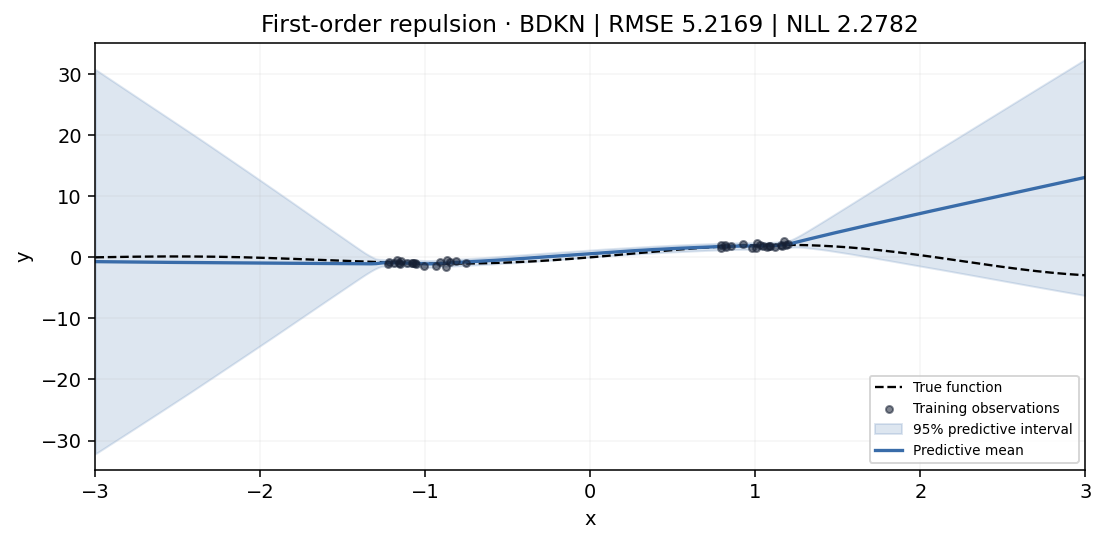 First-order repulsion · BDKN | RMSE 5.2169 | NLL 2.2782
30
20
10
0
−10
−20
−30
y
True function
Training observations
95% predictive interval
Predictive mean
−3 −2 −1 0 1 2 3
x